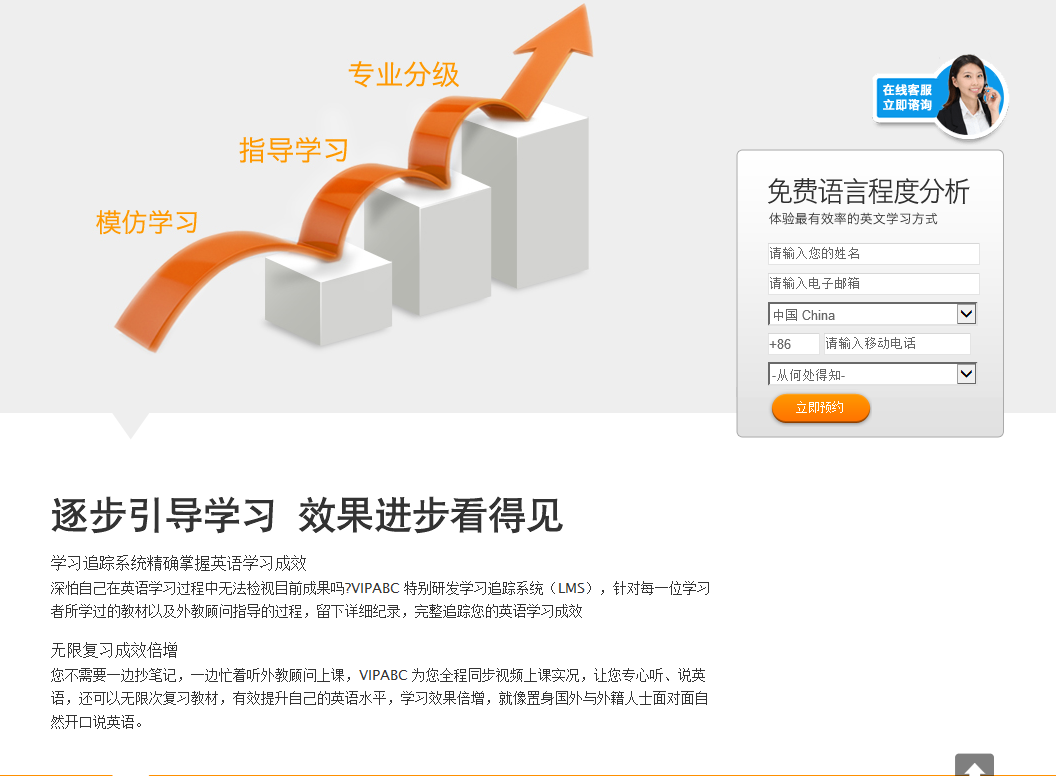 专业分级
指导学习
模仿学习
在线客服
立即谘询
免费语言程度分析
体验最有效率的英文学习方式
请输入您的姓名
请输入电子邮箱
中国 China
+86 请输入移动电话
-从何处得知-
立即预约
逐步引导学习 效果进步看得见
学习追踪系统精确掌握英语学习成效
深怕自己在英语学习过程中无法检视目前成果吗?VIPABC 特别研发学习追踪系统（LMS），针对每一位学习
者所学过的教材以及外教顾问指导的过程，留下详细纪录，完整追踪您的英语学习成效
无限复习成效倍增
您不需要一边抄笔记，一边忙着听外教顾问上课，VIPABC 为您全程同步视频上课实况，让您专心听、说英
语，还可以无限次复习教材，有效提升自己的英语水平，学习效果倍增，就像置身国外与外籍人士面对面自
然开口说英语。